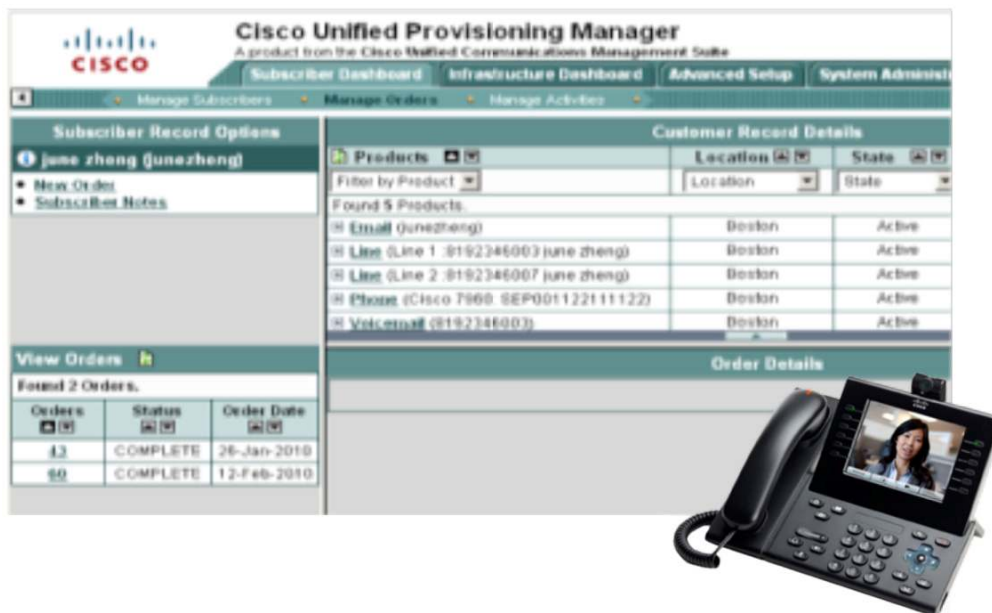 CISCO
Cisco Unified Provisioning Manager
A product from the Cisco Unified Communications Management Suite
Subscriber Dashboard Infrastructure Dashboard Advanced Setup System Administ
Manage Subscribers Manage Orders Manage Activities
Subscriber Record Options
june zheng (junezheng)
New Order
Subscriber Notes
Customer Record Details
Products Location State
Filter by Product Location State
Found 5 Products.
Email (junezheng) Boston Active
Line (Line 1 :8192346003 june zheng) Boston Active
Line (Line 2 :8192346007 june zheng) Boston Active
Phone (Cisco 7960: SEP001122111122) Boston Active
Voicemail (8192346003) Boston Active
View Orders
Found 2 Orders.
Orders Status Order Date
43 COMPLETE 26-Jan-2010
60 COMPLETE 12-Feb-2010
Order Details